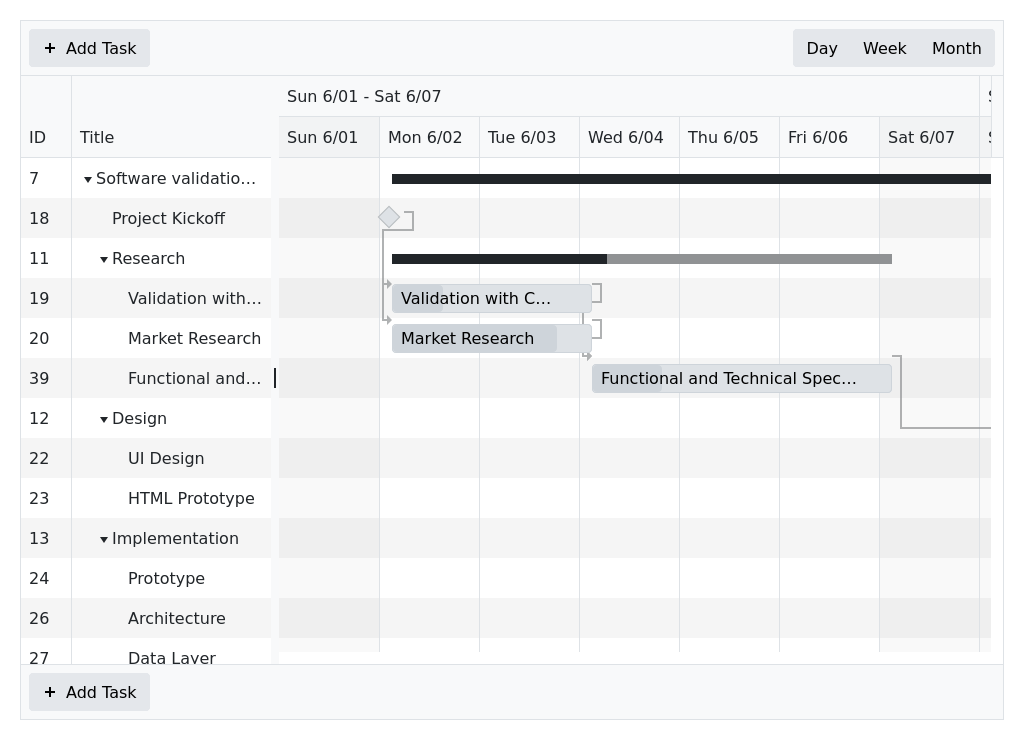 Add Task
Day Week Month
Sun 6/01 - Sat 6/07
ID Title Sun 6/01 Mon 6/02 Tue 6/03 Wed 6/04 Thu 6/05 Fri 6/06 Sat 6/07
7 Software validatio…
18 Project Kickoff
11 Research
19 Validation with… Validation with C…
20 Market Research Market Research
39 Functional and… Functional and Technical Spec…
12 Design
22 UI Design
23 HTML Prototype
13 Implementation
24 Prototype
26 Architecture
27 Data Layer
Add Task